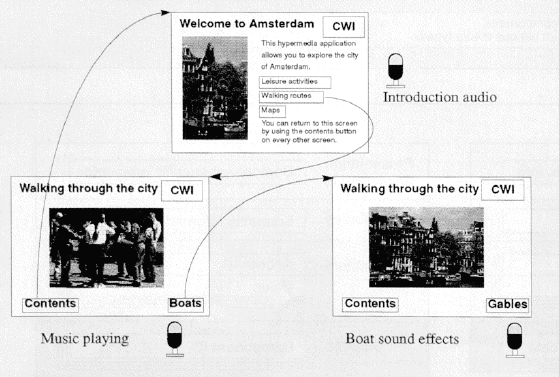 Welcome to Amsterdam
CWI
This hypermedia application
allows you to explore the city
of Amsterdam.
Leisure activities
Walking routes
Maps
You can return to this screen
by using the contents button
on every other screen.
Introduction audio
Walking through the city
CWI
Contents
Boats
Music playing
Walking through the city
CWI
Contents
Gables
Boat sound effects